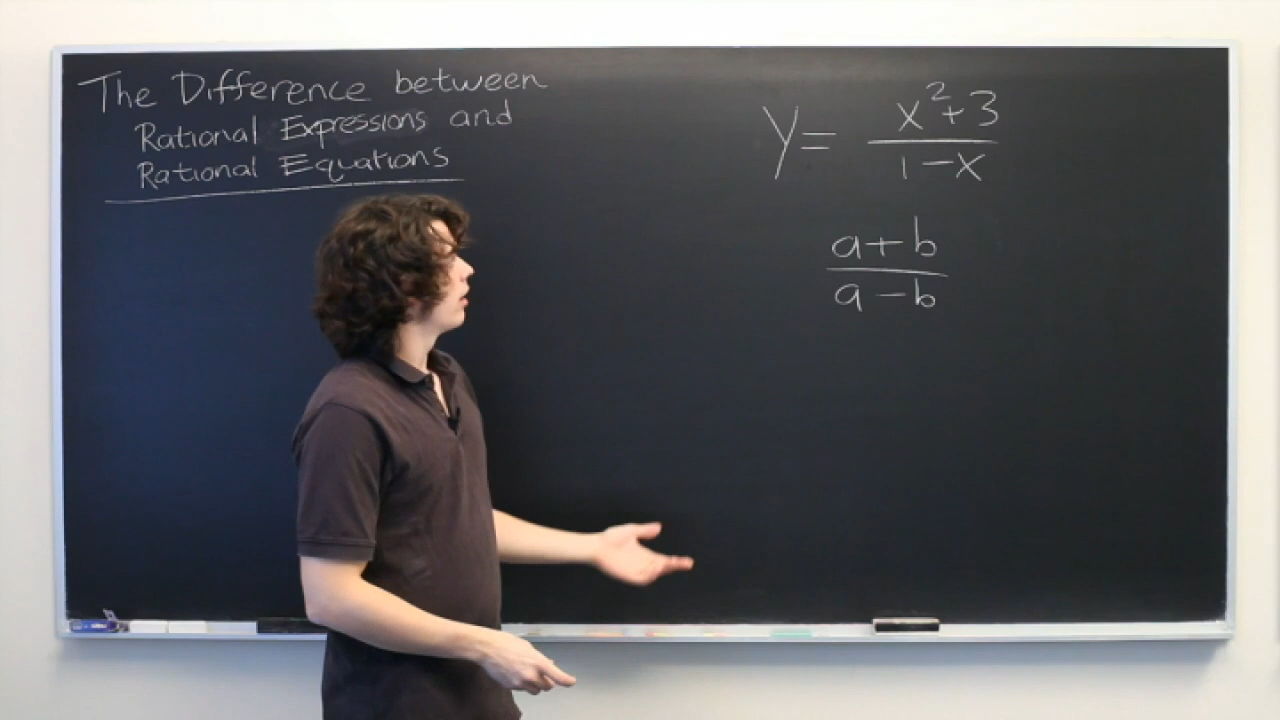 The Difference between
Rational Expressions and
Rational Equations
y = x²+3
1-x
a+b
a-b